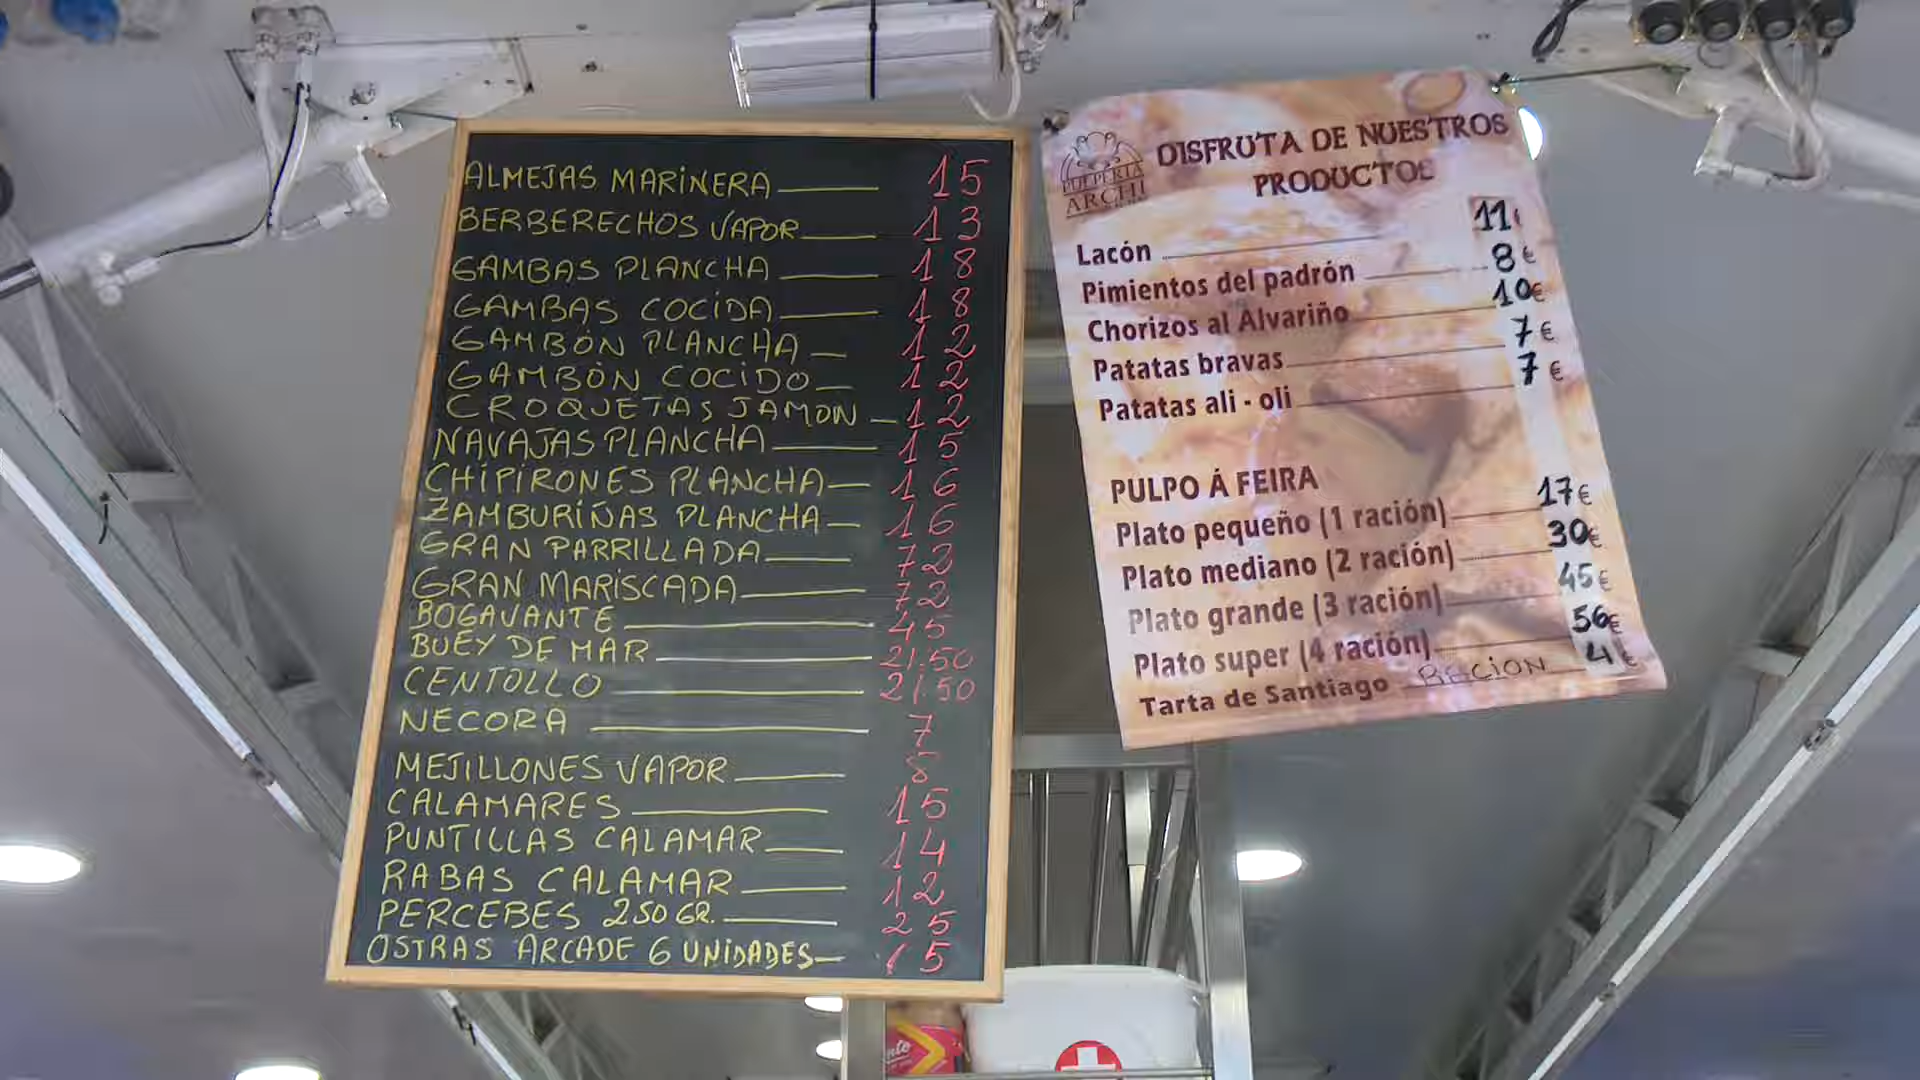 ALMEJAS MARINERA 15
BERBERECHOS VAPOR 13
GAMBAS PLANCHA 18
GAMBAS COCIDA 18
GAMBÓN PLANCHA 12
GAMBÓN COCIDO 12
CROQUETAS JAMON 12
NAVAJAS PLANCHA 15
CHIPIRONES PLANCHA 16
ZAMBURIÑAS PLANCHA 16
GRAN PARRILLADA 72
GRAN MARISCADA 72
BOGAVANTE 45
BUEY DE MAR 21.50
CENTOLLO 21.50
NECORA 7
MEJILLONES VAPOR
CALAMARES 15
PUNTILLAS CALAMAR 14
RABAS CALAMAR 12
PERCEBES 250 GR. 25
OSTRAS ARCADE 6 UNIDADES 15
PULPERIA
ARCHI
DISFRUTA DE NUESTROS
PRODUCTOS
Lacón 11€
Pimientos del padrón 8€
Chorizos al Alvariño 10€
Patatas bravas 7€
Patatas ali - oli 7€
PULPO Á FEIRA
Plato pequeño (1 ración) 17€
Plato mediano (2 ración) 30€
Plato grande (3 ración) 45€
Plato super (4 ración) 56€
Tarta de Santiago RACION 4€